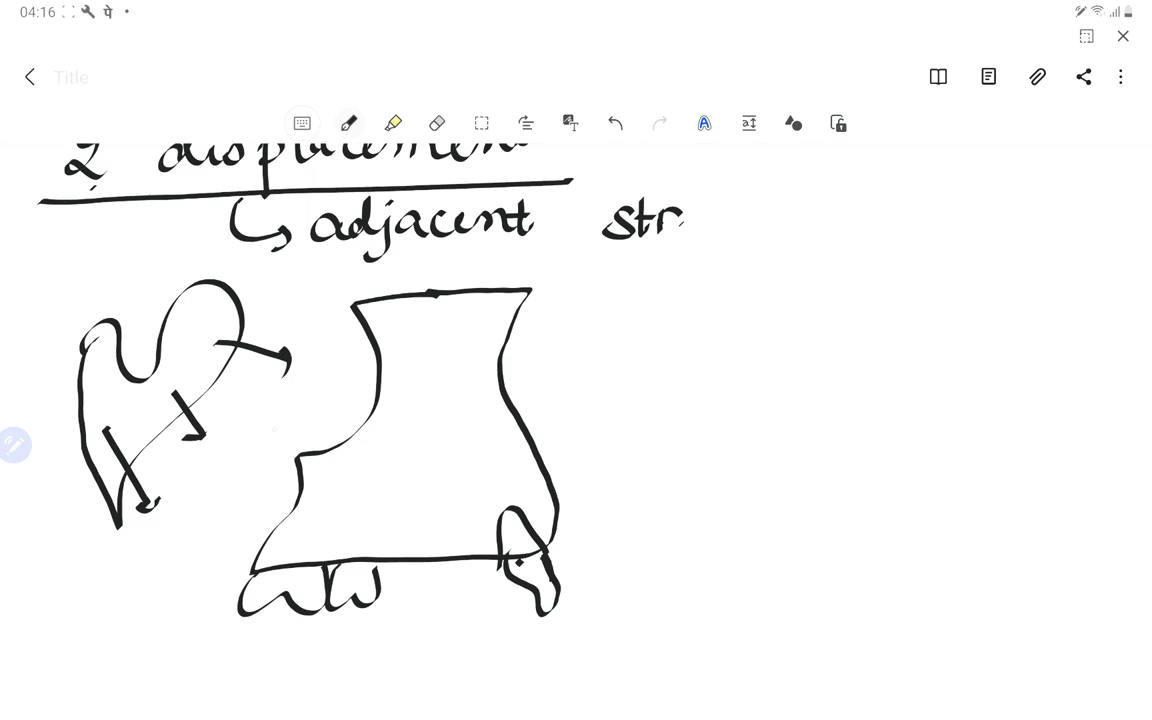 04:16 पे
Title
2 displacement
↳ adjacent str